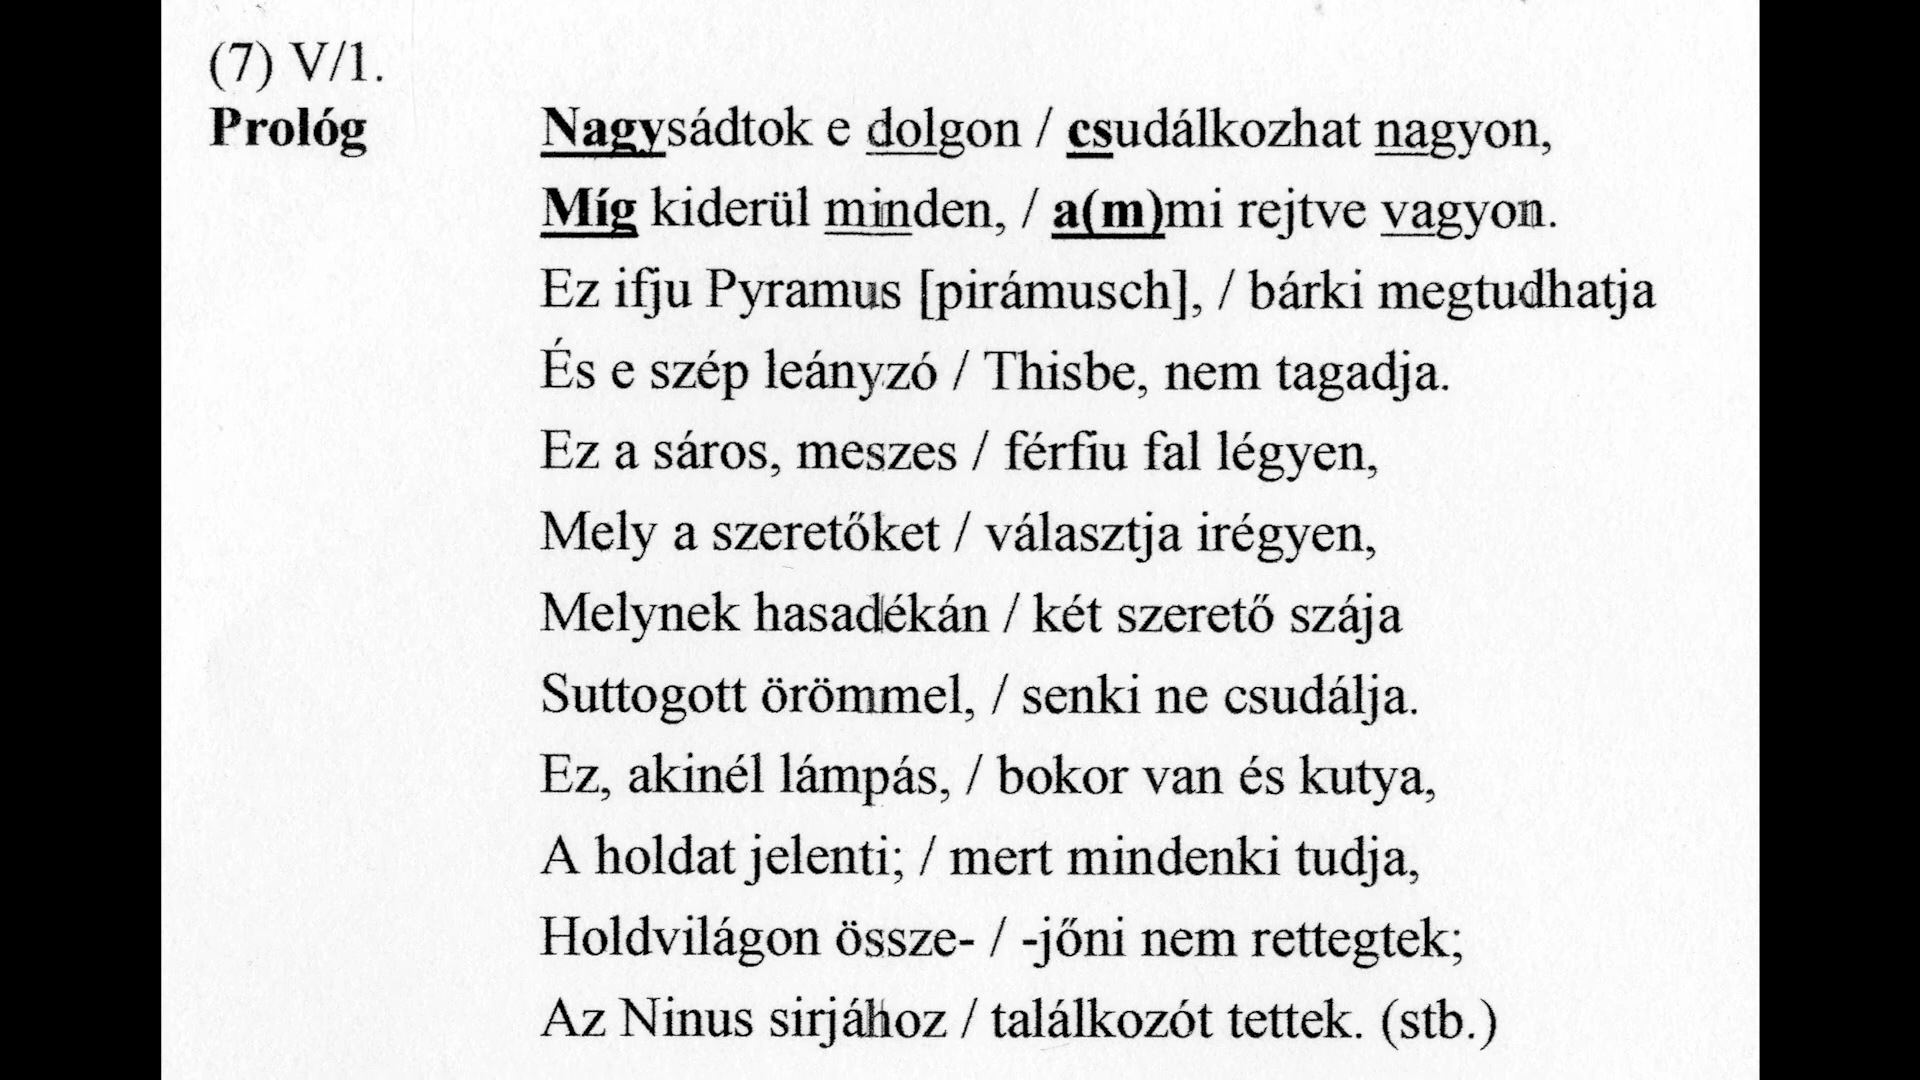 (7) V/1.
Prológ Nagysádtok e dolgon / csudálkozhat nagyon,
Míg kiderül minden, / a(m)mi rejtve vagyon.
Ez ifju Pyramus [pirámusch], / bárki megtudhatja
És e szép leányzó / Thisbe, nem tagadja.
Ez a sáros, meszes / férfiu fal légyen,
Mely a szeretőket / választja irégyen,
Melynek hasadékán / két szerető szája
Suttogott örömmel, / senki ne csudálja.
Ez, akinél lámpás, / bokor van és kutya,
A holdat jelenti; / mert mindenki tudja,
Holdvilágon össze- / -jőni nem rettegtek;
Az Ninus sirjához / találkozót tettek. (stb.)